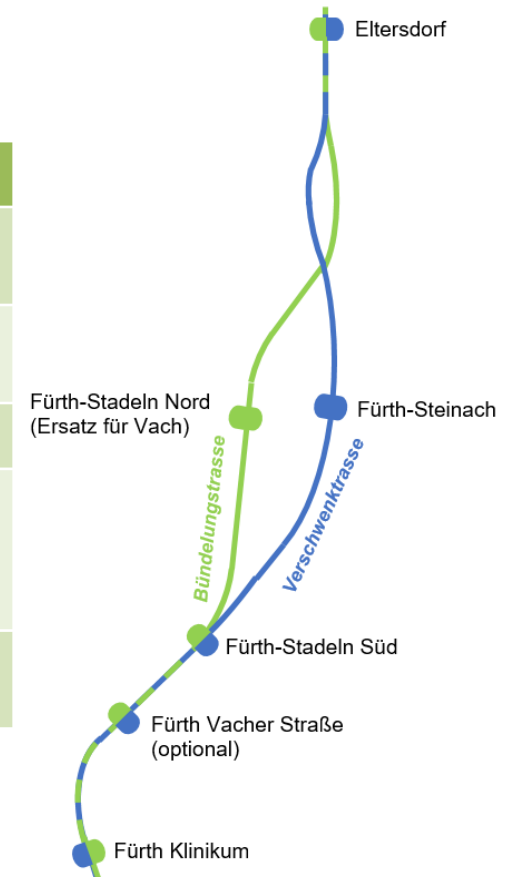 Eltersdorf
Fürth-Stadeln Nord
(Ersatz für Vach)
Fürth-Steinach
Bündelungstrasse
Verschwenktrasse
Fürth-Stadeln Süd
Fürth Vacher Straße
(optional)
Fürth Klinikum